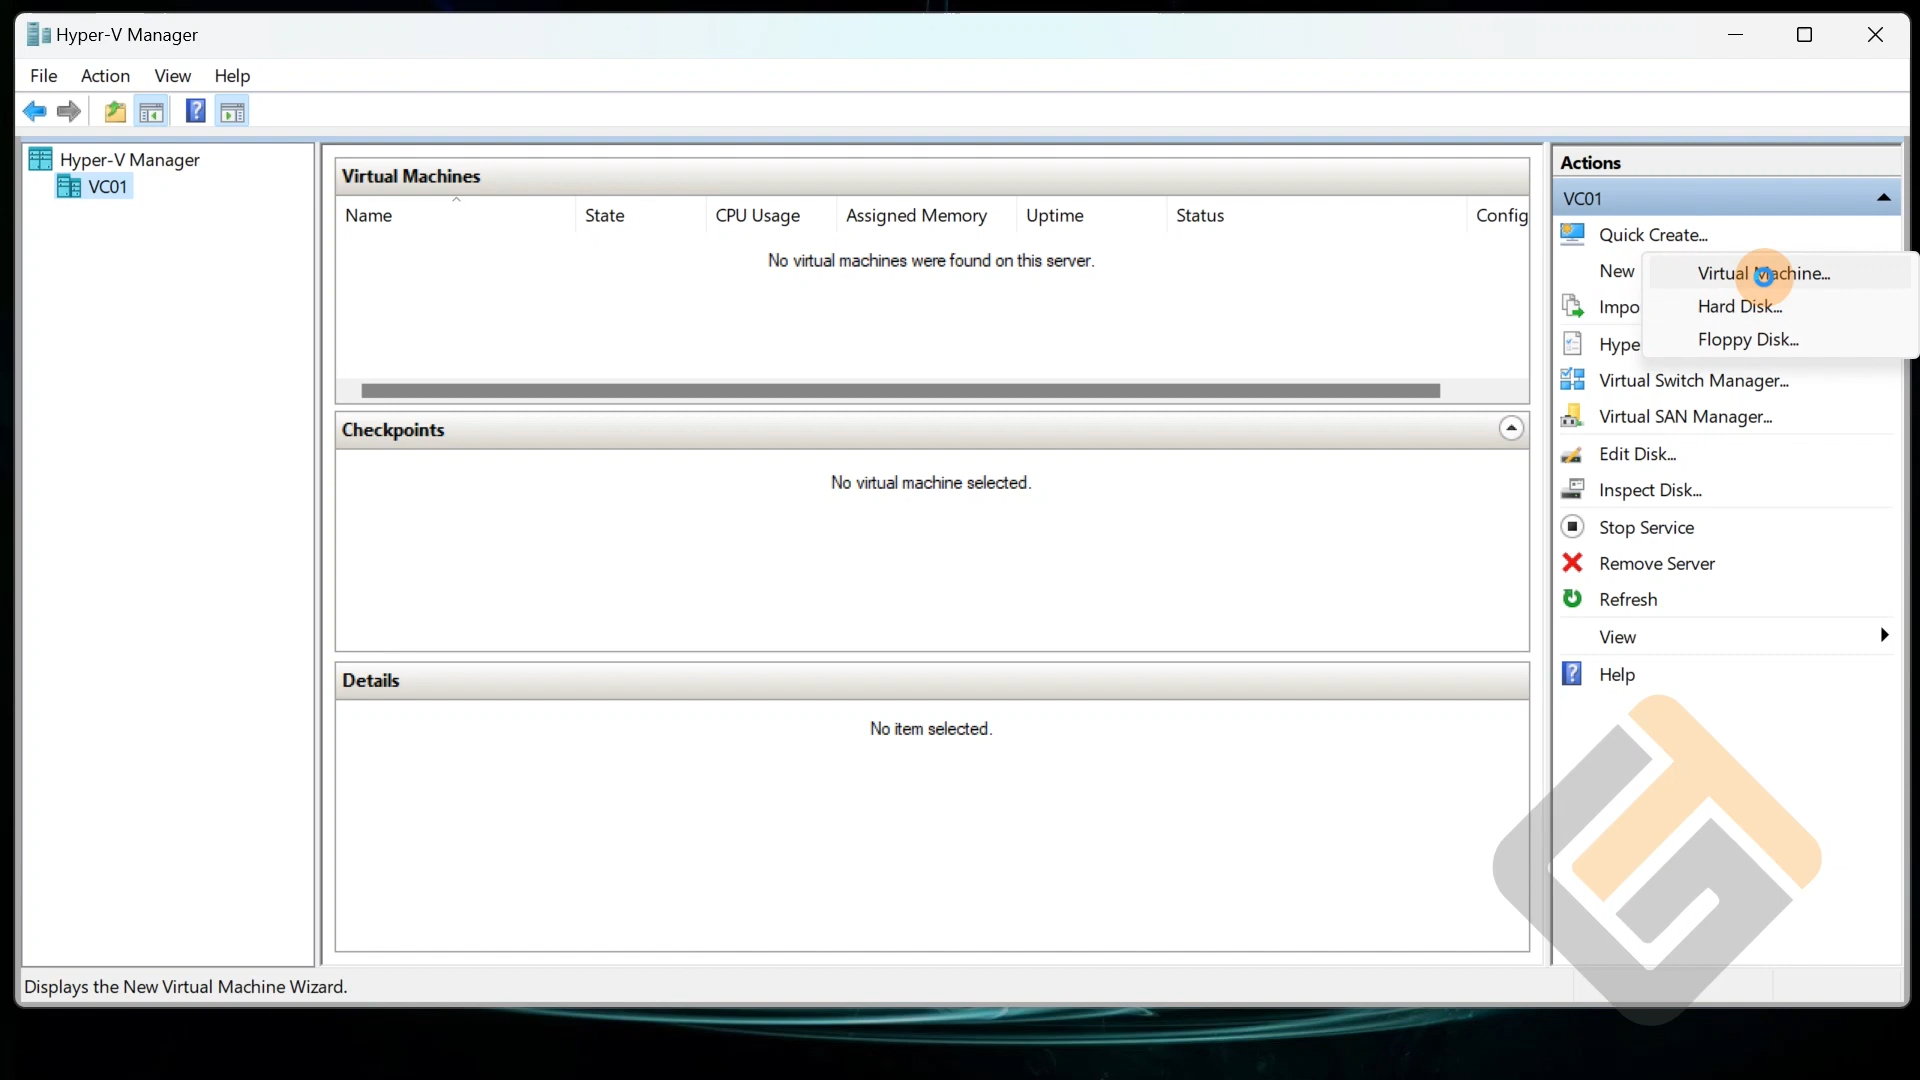 Hyper-V Manager
File Action View Help
Hyper-V Manager
VC01
Virtual Machines
Name State CPU Usage Assigned Memory Uptime Status Config
No virtual machines were found on this server.
Checkpoints
No virtual machine selected.
Details
No item selected.
Actions
VC01
Quick Create...
New
Virtual Machine...
Hard Disk...
Floppy Disk...
Impo
Hype
Virtual Switch Manager...
Virtual SAN Manager...
Edit Disk...
Inspect Disk...
Stop Service
Remove Server
Refresh
View
Help
Displays the New Virtual Machine Wizard.